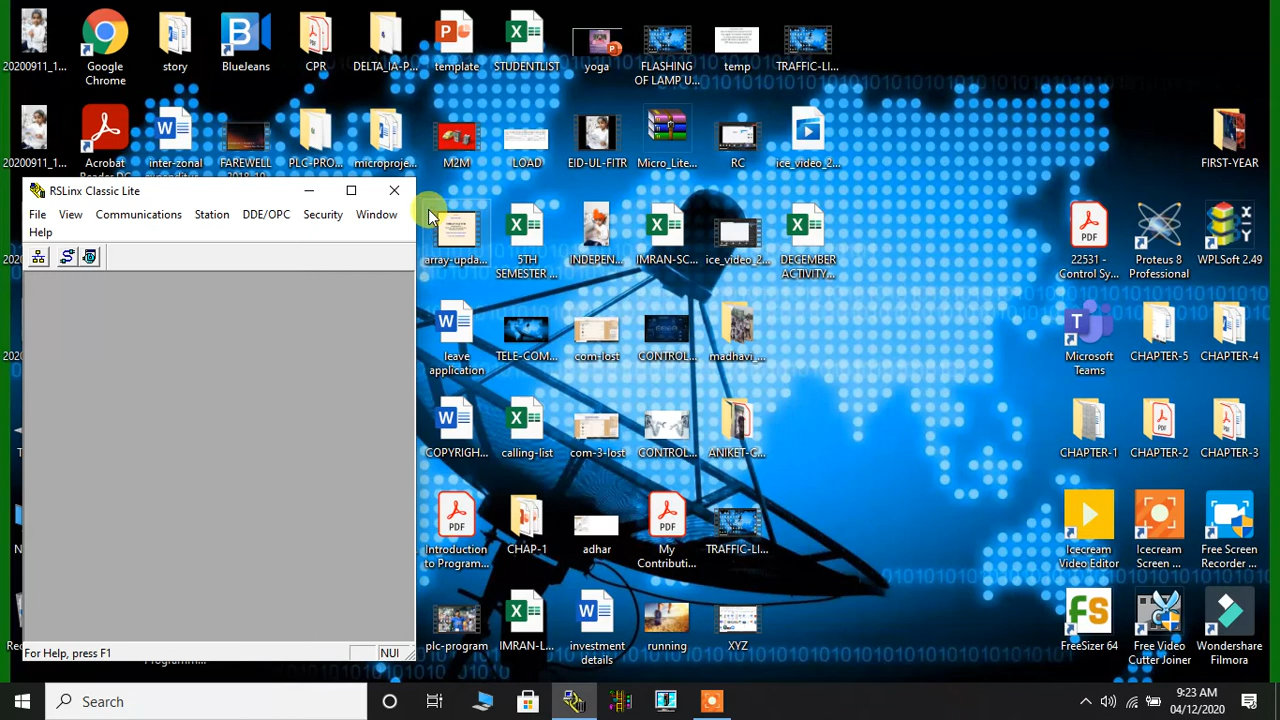 20200911_1...
Google
Chrome
story
BlueJeans
CPR
DELTA_IA-P...
template
STUDENTLIST
yoga
FLASHING
OF LAMP U...
temp
TRAFFIC-LI...
20200911_1...
Acrobat
Reader DC
inter-zonal
expenditur...
FAREWELL
PLC-PRO...
microproje...
M2M
LOAD
EID-UL-FITR
Micro_Lite...
RC
ice_video_2...
FIRST-YEAR
RSLinx Classic Lite
File
View
Communications
Station
DDE/OPC
Security
Window
Help
array-upda...
5TH
SEMESTER ...
INDEPEN...
IMRAN-SC...
ice_video_2...
DECEMBER
ACTIVITY...
22531 -
Control Sy...
Proteus 8
Professional
WPLSoft 2.49
leave
application
TELE-COM...
com-lost
CONTROL...
madhavi_...
Microsoft
Teams
CHAPTER-5
CHAPTER-4
COPYRIGH...
calling-list
com-3-lost
CONTROL...
ANIKET-C...
CHAPTER-1
CHAPTER-2
CHAPTER-3
Introduction
to Program...
CHAP-1
adhar
My
Contributi...
TRAFFIC-LI...
Icecream
Video Editor
Icecream
Screen ...
Free Screen
Recorder ...
plc-program
IMRAN-L...
investment
details
running
XYZ
FreeSizer 64
Free Video
Cutter Joiner
Wondershare
Filmora
For Help, press F1
NUI
Search
9:23 AM
04/12/2020